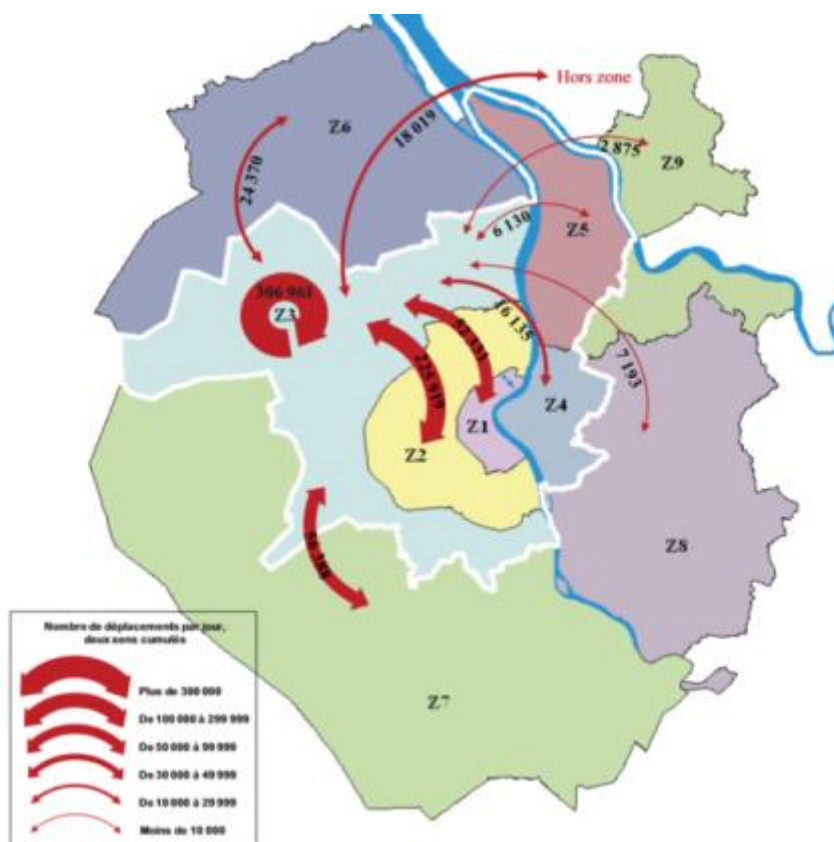 Hors zone
Z6
18 019
2 875
Z9
24 370
6 130
Z5
306 961
Z3
16 135
7 193
Z4
Z1
Z2
Z8
Nombre de déplacements par jour,
deux sens cumulée
Plus de 300 000
De 100 000 à 299 999
De 50 000 à 99 999
De 30 000 à 49 999
De 10 000 à 29 999
Moins de 10 000
Z7